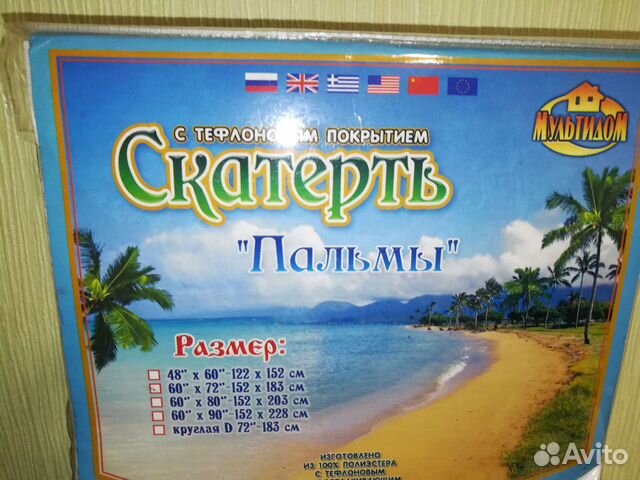 МУЛЬТИДОМ
С ТЕФЛОНОВЫМ ПОКРЫТИЕМ
Скатерть
"Пальмы"
Размер:
48" x 60"-122 x 152 см
60" x 72"-152 x 183 см
60" x 80"-152 x 203 см
60" x 90"-152 x 228 см
круглая D 72"-183 см
ИЗГОТОВЛЕНО
ИЗ 100% ПОЛИЭСТЕРА
С ТЕФЛОНОВЫМ
Avito